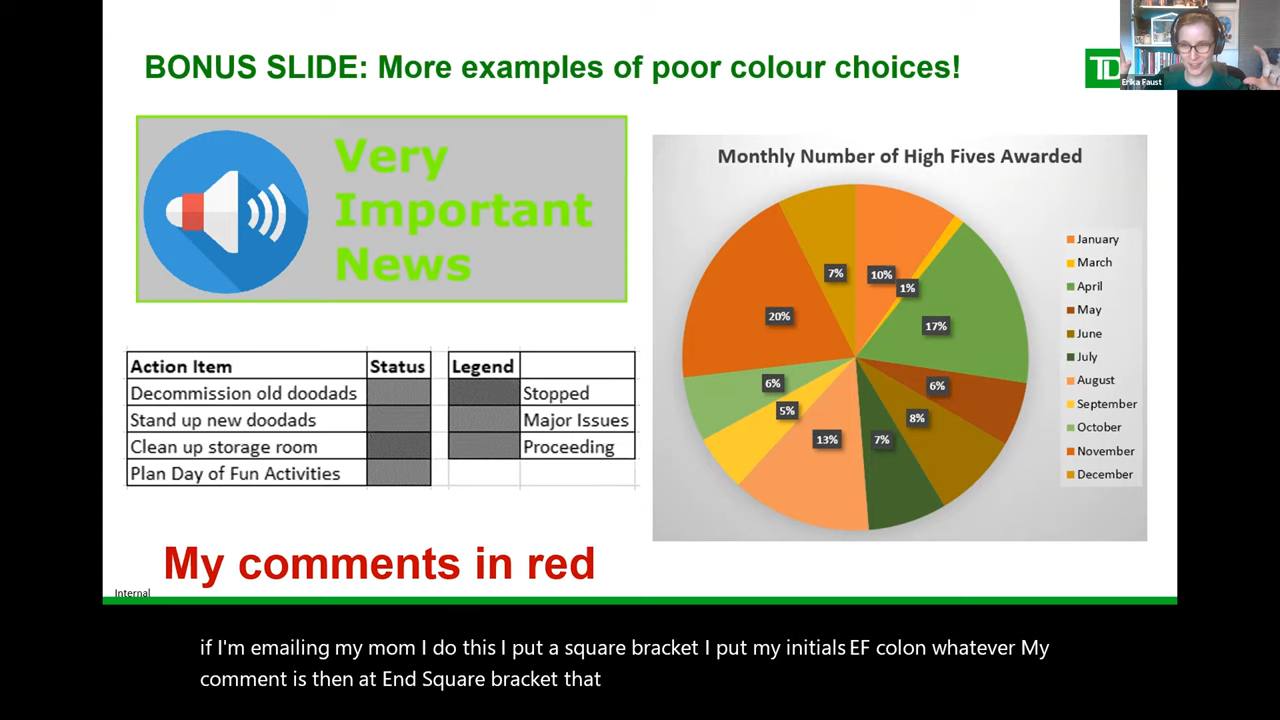 BONUS SLIDE: More examples of poor colour choices!
TD
Erika Faust
Very
Important
News
Monthly Number of High Fives Awarded
10%
1%
17%
6%
8%
7%
13%
5%
6%
20%
7%
January
March
April
May
June
July
August
September
October
November
December
Action Item Status Legend
Decommission old doodads Stopped
Stand up new doodads Major Issues
Clean up storage room Proceeding
Plan Day of Fun Activities
My comments in red
Internal
if I'm emailing my mom I do this I put a square bracket I put my initials EF colon whatever My
comment is then at End Square bracket that